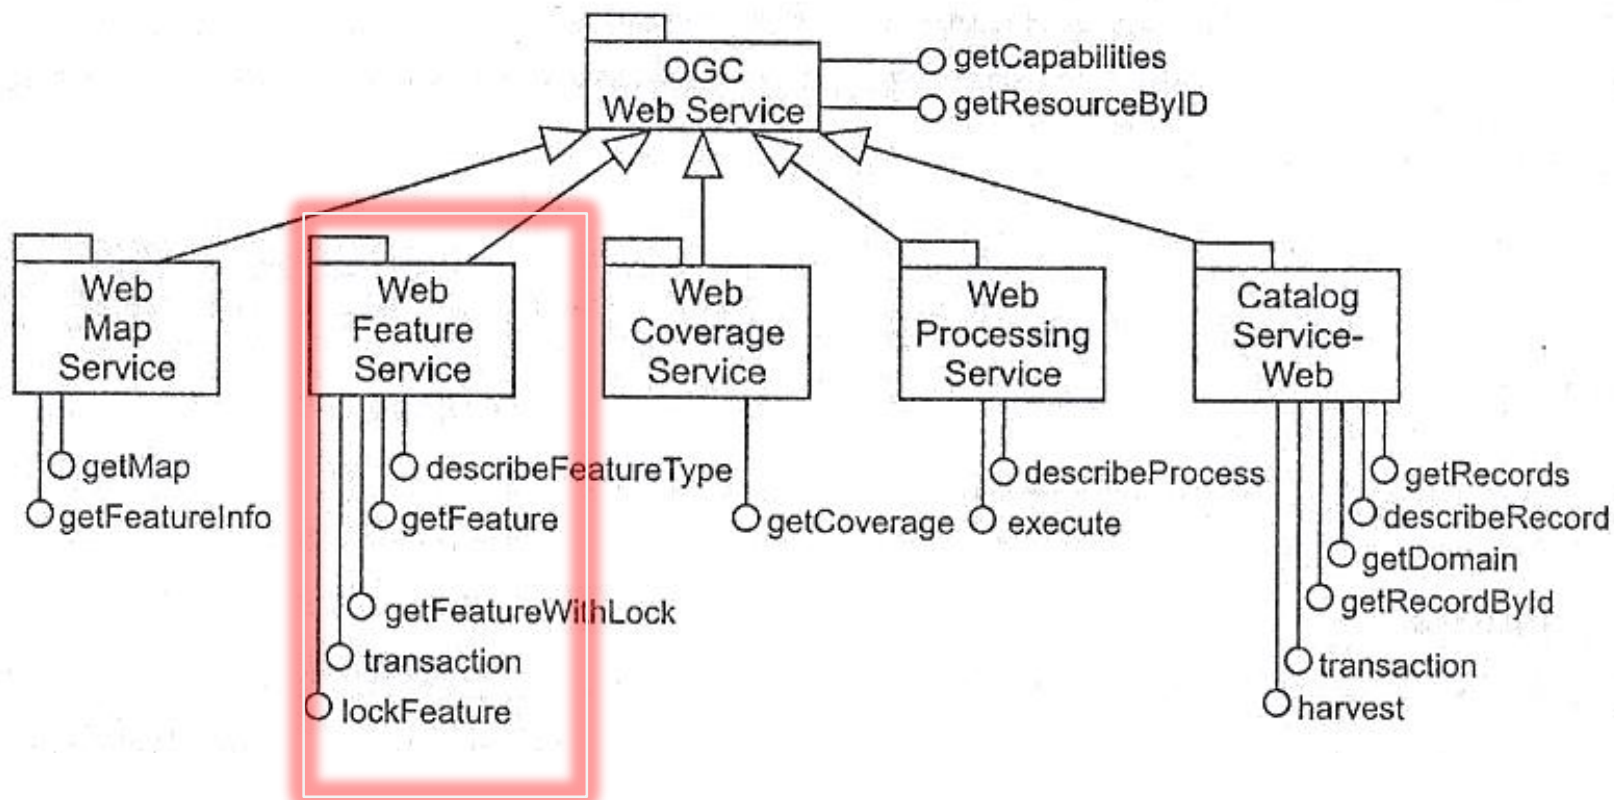 OGC
Web Service
getCapabilities
getResourceByID
Web
Map
Service
getMap
getFeatureInfo
Web
Feature
Service
describeFeatureType
getFeature
getFeatureWithLock
transaction
lockFeature
Web
Coverage
Service
getCoverage
Web
Processing
Service
describeProcess
execute
Catalog
Service-
Web
getRecords
describeRecord
getDomain
getRecordById
transaction
harvest